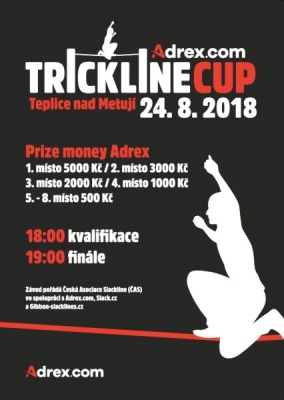 Adrex.com
TRICKLINE CUP
Teplice nad Metují 24. 8. 2018
Prize money Adrex
1. místo 5000 Kč / 2. místo 3000 Kč
3. místo 2000 Kč / 4. místo 1000 Kč
5. - 8. místo 500 Kč
18:00 kvalifikace
19:00 finále
Závod pořádá Česká Asociace Slackline (ČAS)
ve spolupráci s Adrex.com, Slack.cz
a Gibbon-slacklines.cz
Adrex.com